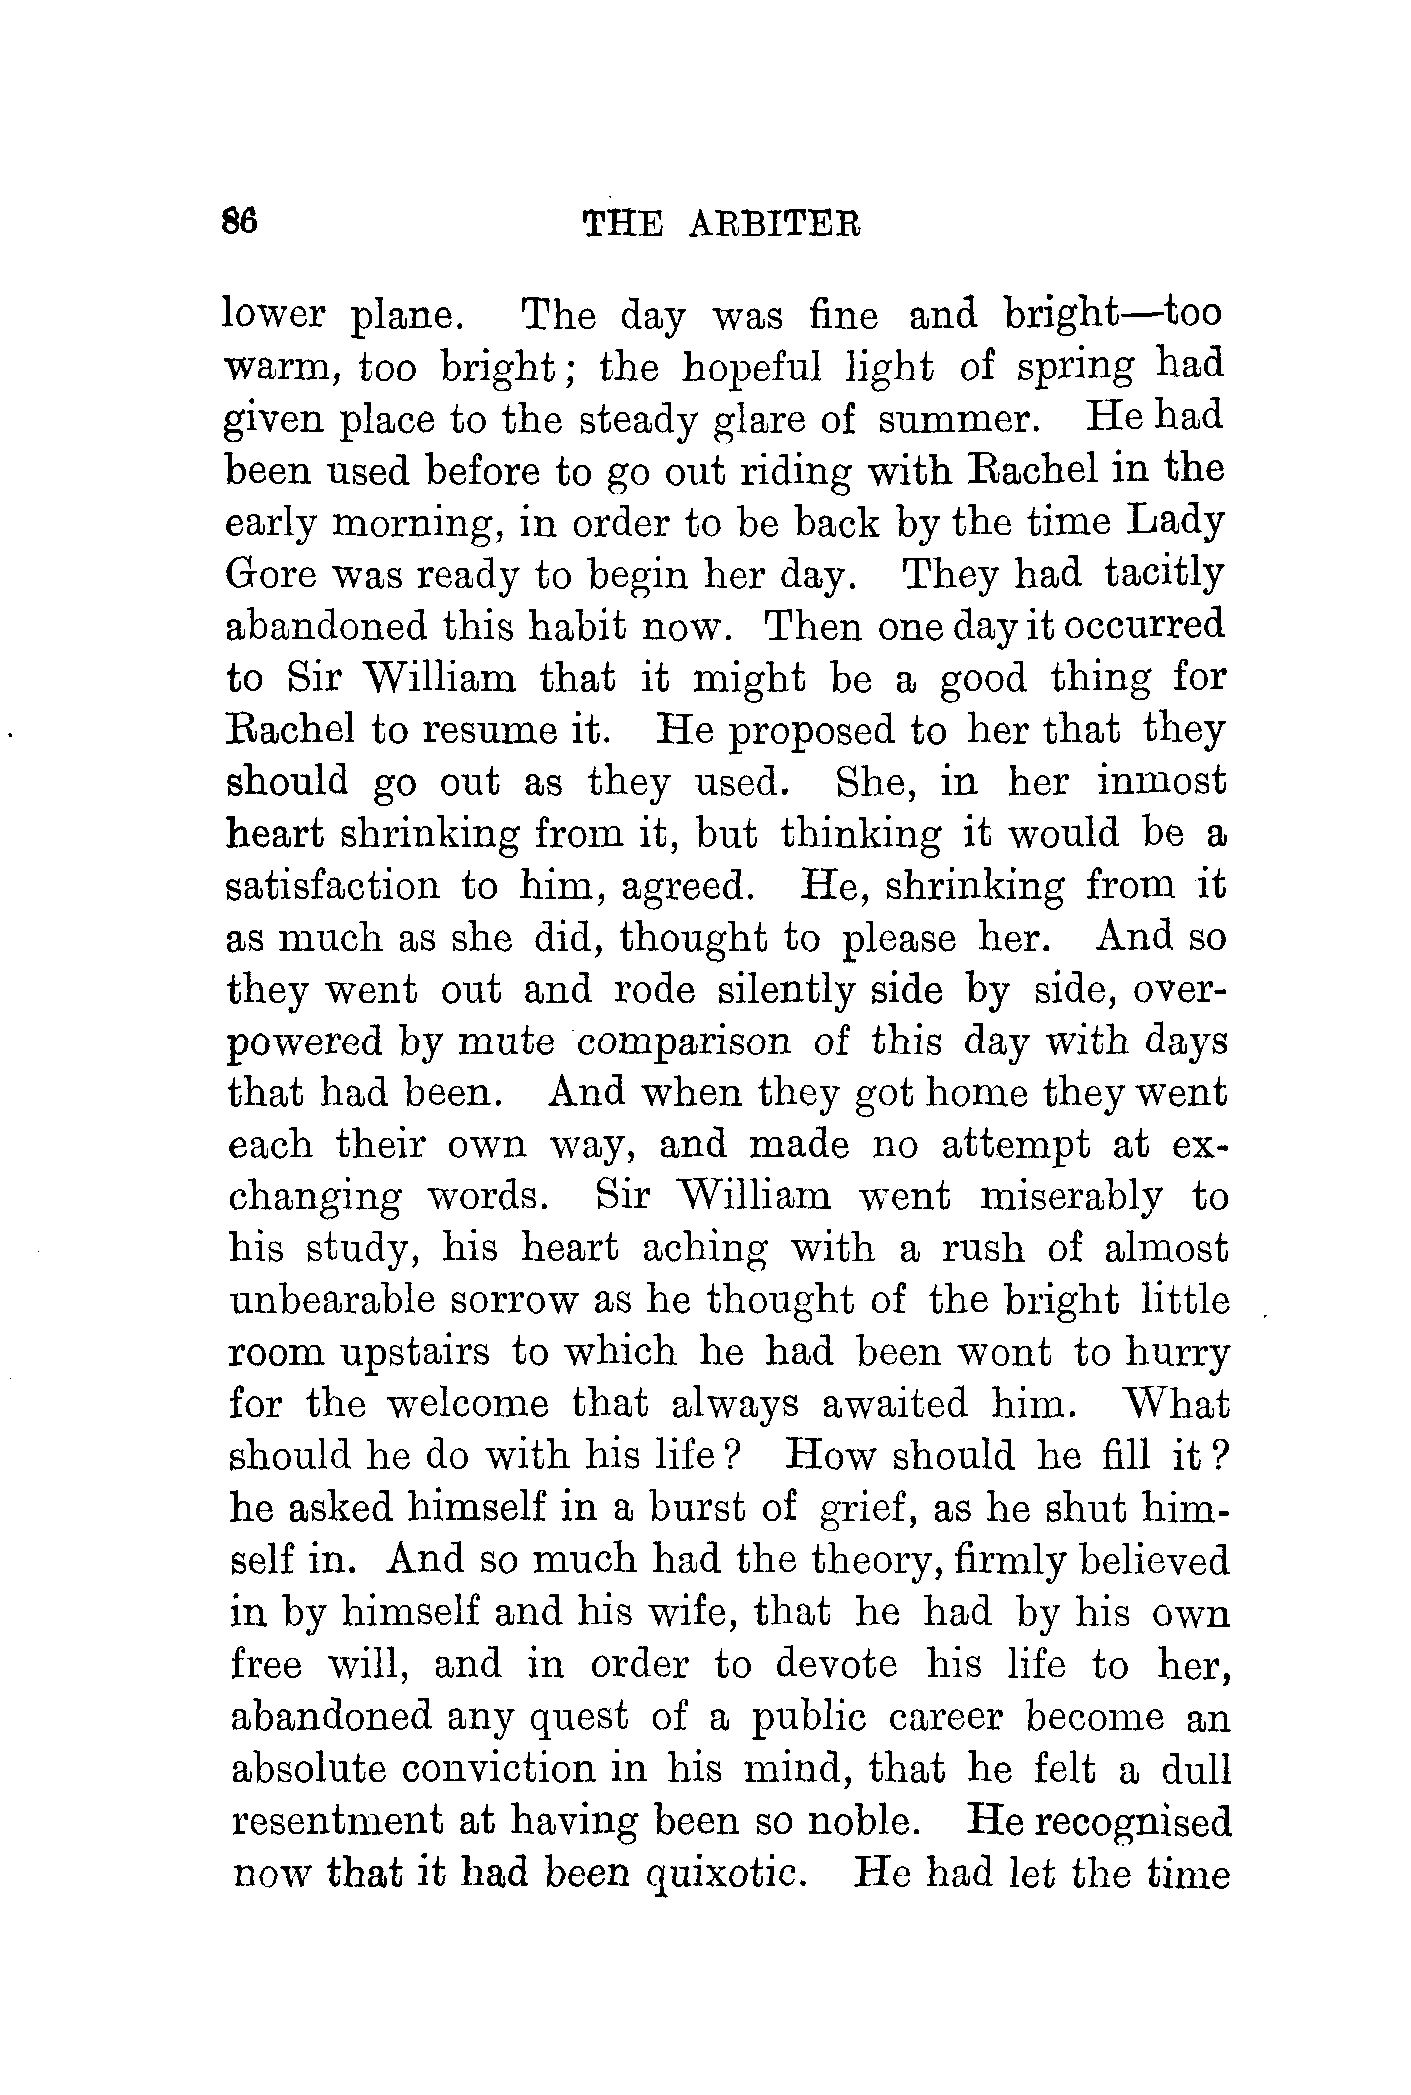 86 THE ARBITER
lower plane. The day was fine and bright—too
warm, too bright; the hopeful light of spring had
given place to the steady glare of summer. He had
been used before to go out riding with Rachel in the
early morning, in order to be back by the time Lady
Gore was ready to begin her day. They had tacitly
abandoned this habit now. Then one day it occurred
to Sir William that it might be a good thing for
Rachel to resume it. He proposed to her that they
should go out as they used. She, in her inmost
heart shrinking from it, but thinking it would be a
satisfaction to him, agreed. He, shrinking from it
as much as she did, thought to please her. And so
they went out and rode silently side by side, over-
powered by mute comparison of this day with days
that had been. And when they got home they went
each their own way, and made no attempt at ex-
changing words. Sir William went miserably to
his study, his heart aching with a rush of almost
unbearable sorrow as he thought of the bright little
room upstairs to which he had been wont to hurry
for the welcome that always awaited him. What
should he do with his life? How should he fill it?
he asked himself in a burst of grief, as he shut him-
self in. And so much had the theory, firmly believed
in by himself and his wife, that he had by his own
free will, and in order to devote his life to her,
abandoned any quest of a public career become an
absolute conviction in his mind, that he felt a dull
resentment at having been so noble. He recognised
now that it had been quixotic. He had let the time